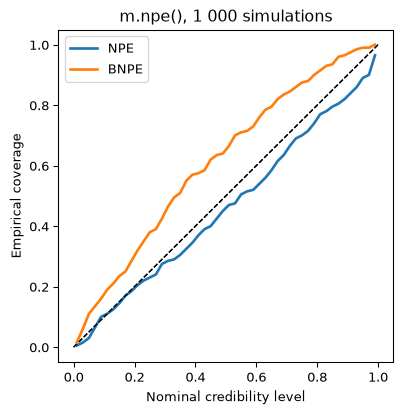 m.npe(), 1 000 simulations
NPE
BNPE
Empirical coverage
1.0
0.8
0.6
0.4
0.2
0.0
0.0 0.2 0.4 0.6 0.8 1.0
Nominal credibility level